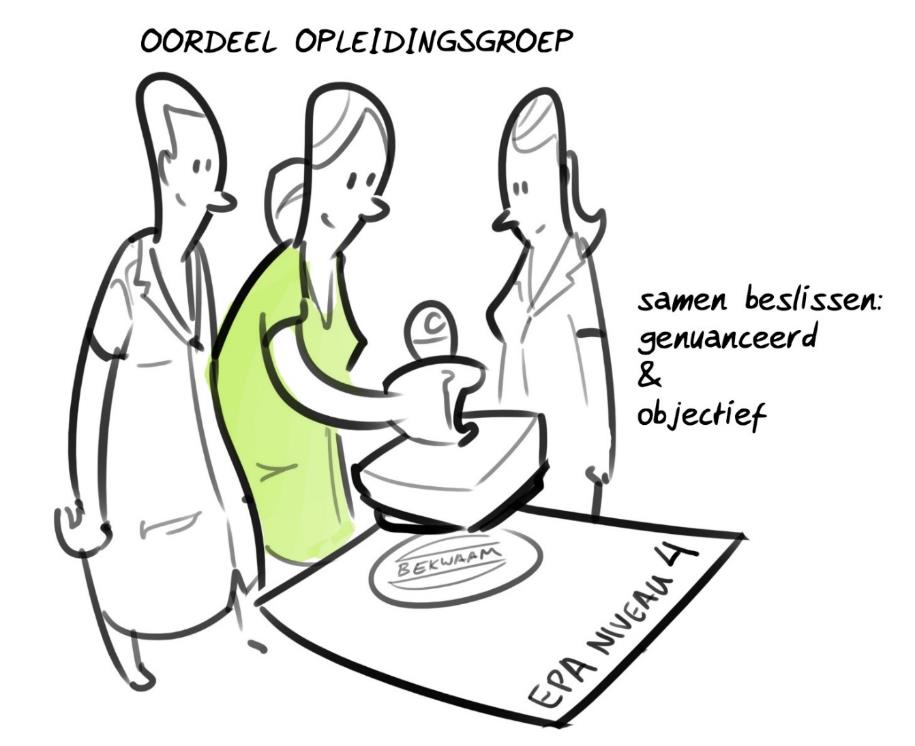 OORDEEL OPLEIDINGSGROEP
samen beslissen:
genuanceerd
&
objectief
C
BEKWAAM
EPA NIVEAU 4